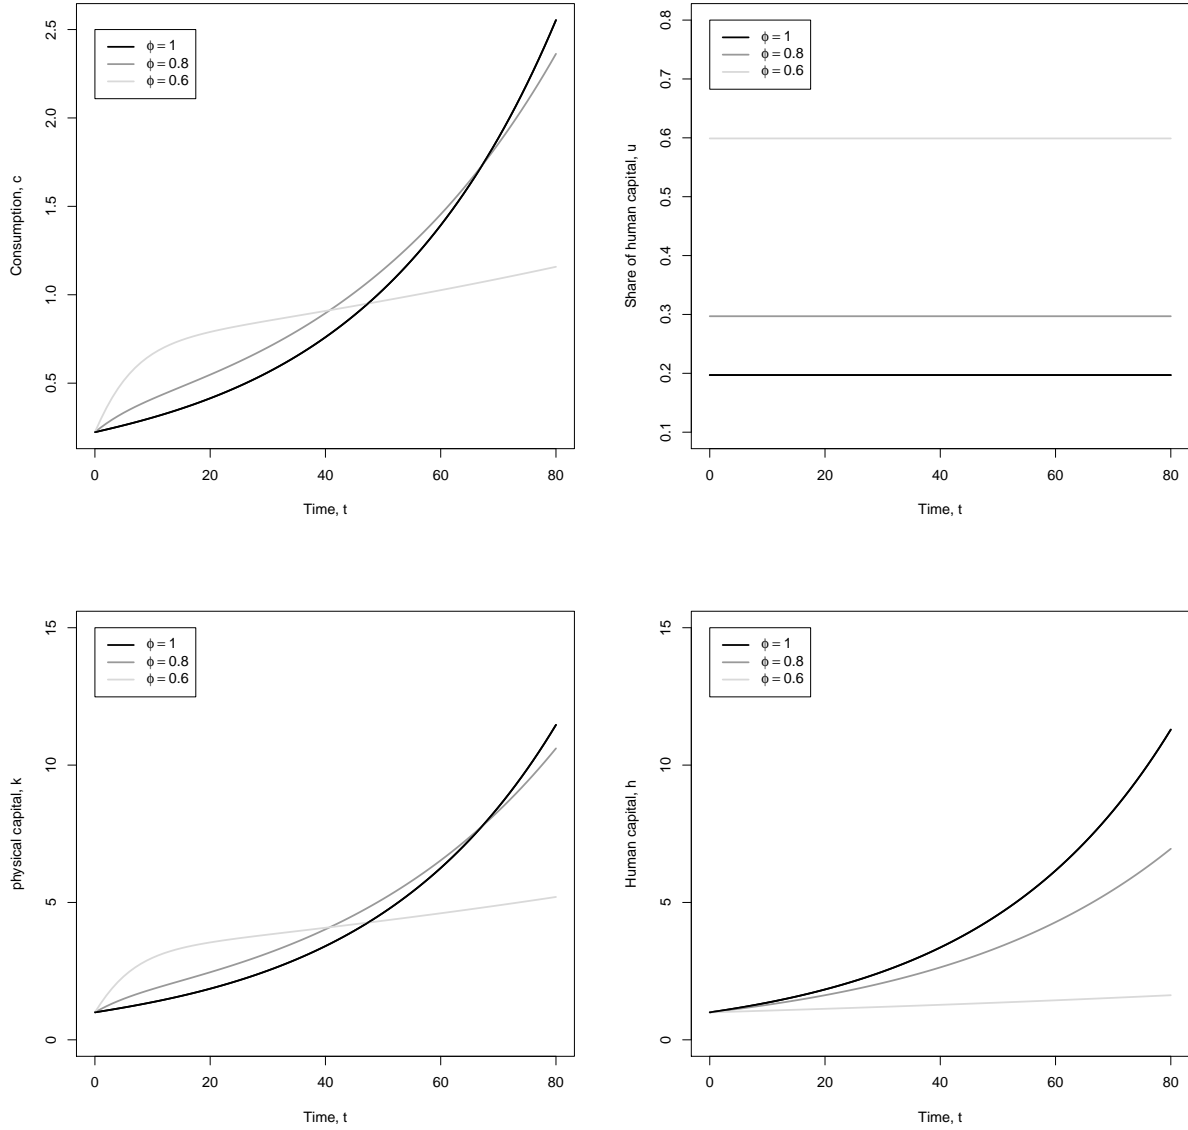 2.5
2.0
1.5
1.0
0.5
Consumption, c
ϕ = 1
ϕ = 0.8
ϕ = 0.6
0 20 40 60 80
Time, t
0.8
0.7
0.6
0.5
0.4
0.3
0.2
0.1
Share of human capital, u
ϕ = 1
ϕ = 0.8
ϕ = 0.6
0 20 40 60 80
Time, t
15
10
5
0
physical capital, k
ϕ = 1
ϕ = 0.8
ϕ = 0.6
0 20 40 60 80
Time, t
15
10
5
0
Human capital, h
ϕ = 1
ϕ = 0.8
ϕ = 0.6
0 20 40 60 80
Time, t